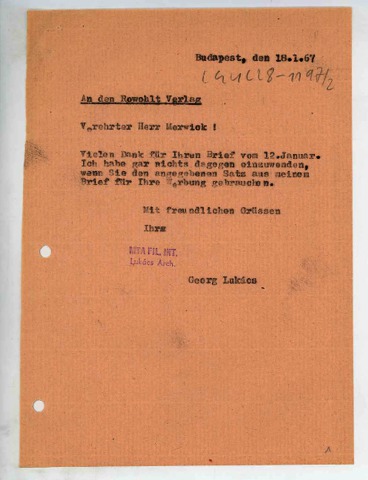 Budapest, den 18.1.67
An den Rowohlt Verlag
Verehrter Herr Merwick !
Vielen Dank für Ihren Brief vom 12.Januar.
Ich habe gar nichts dagegen einzuwenden,
wenn Sie den angegebenen Satz aus meinem
Brief für Ihre Werbung gebrauchen.
Mit freundlichen Grüssen
Ihr
MTA FIL. INT.
Lukács Arch.
Georg Lukács
1